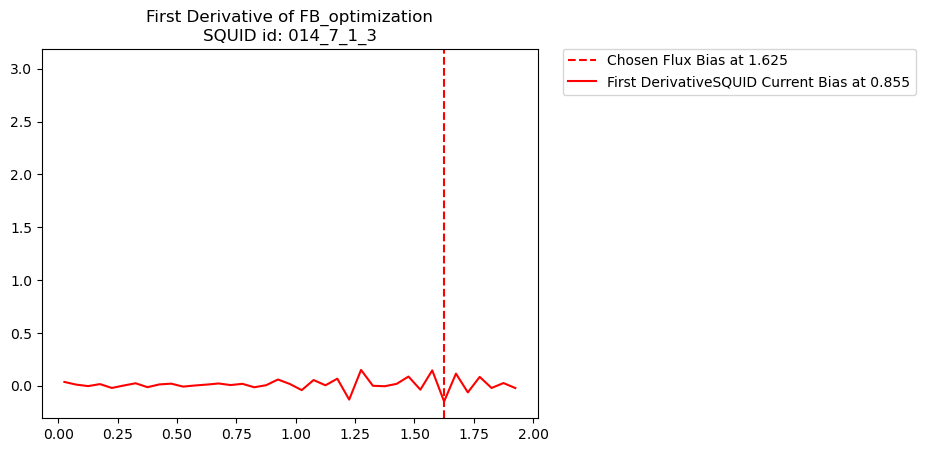 First Derivative of FB_optimization
SQUID id: 014_7_1_3
Chosen Flux Bias at 1.625
First DerivativeSQUID Current Bias at 0.855
3.0
2.5
2.0
1.5
1.0
0.5
0.0
0.00 0.25 0.50 0.75 1.00 1.25 1.50 1.75 2.00